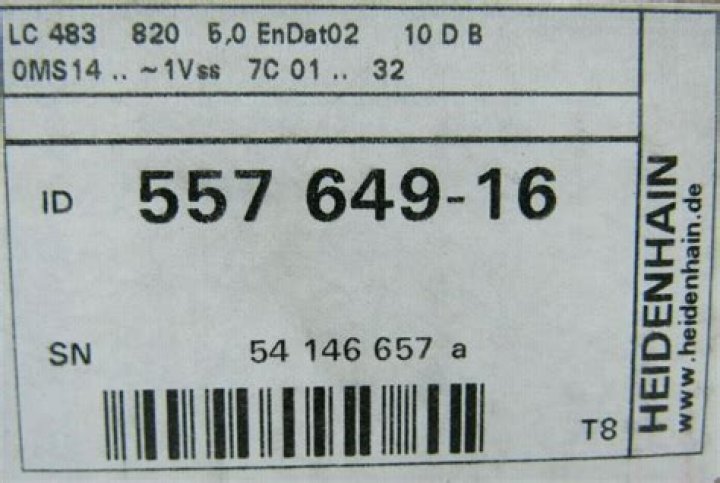 LC 483 820 5,0 EnDat02 10 D B
0MS14 .. ~1Vss 7C 01 .. 32
ID 557 649-16
SN 54 146 657 a
T8
HEIDENHAIN
www.heidenhain.de